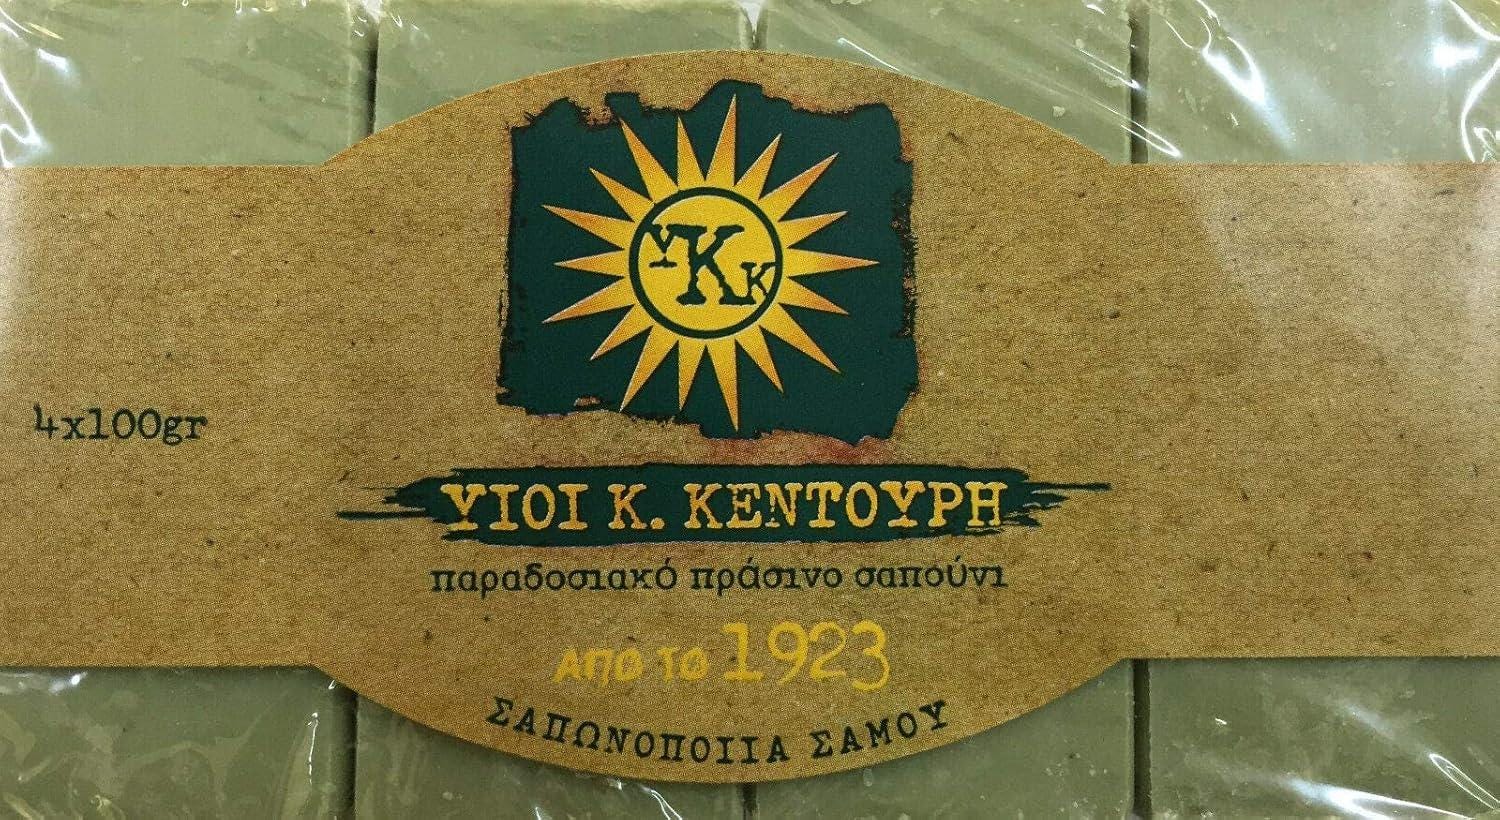 ΥΚΚ
4x100gr
ΥΙΟΙ Κ. ΚΕΝΤΟΥΡΗ
παραδοσιακό πράσινο σαπούνι
ΑΠΟ ΤΟ 1923
ΣΑΠΩΝΟΠΟΙΙΑ ΣΑΜΟΥ